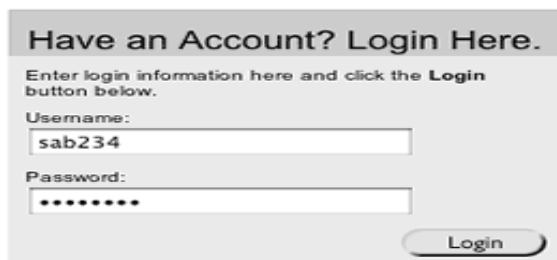 Have an Account? Login Here.
Enter login information here and click the Login
button below.
Username:
sab234
Password:
••••••••
Login